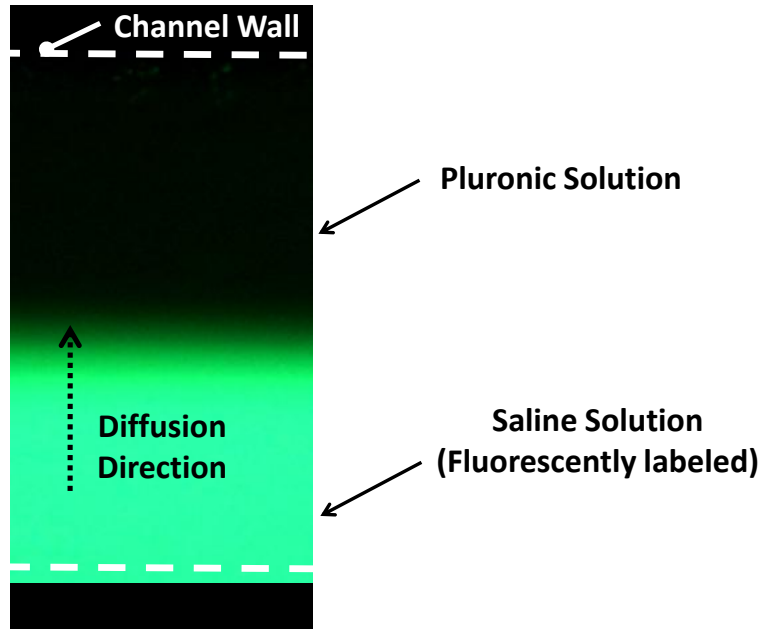 Channel Wall
Pluronic Solution
Diffusion
Direction
Saline Solution
(Fluorescently labeled)